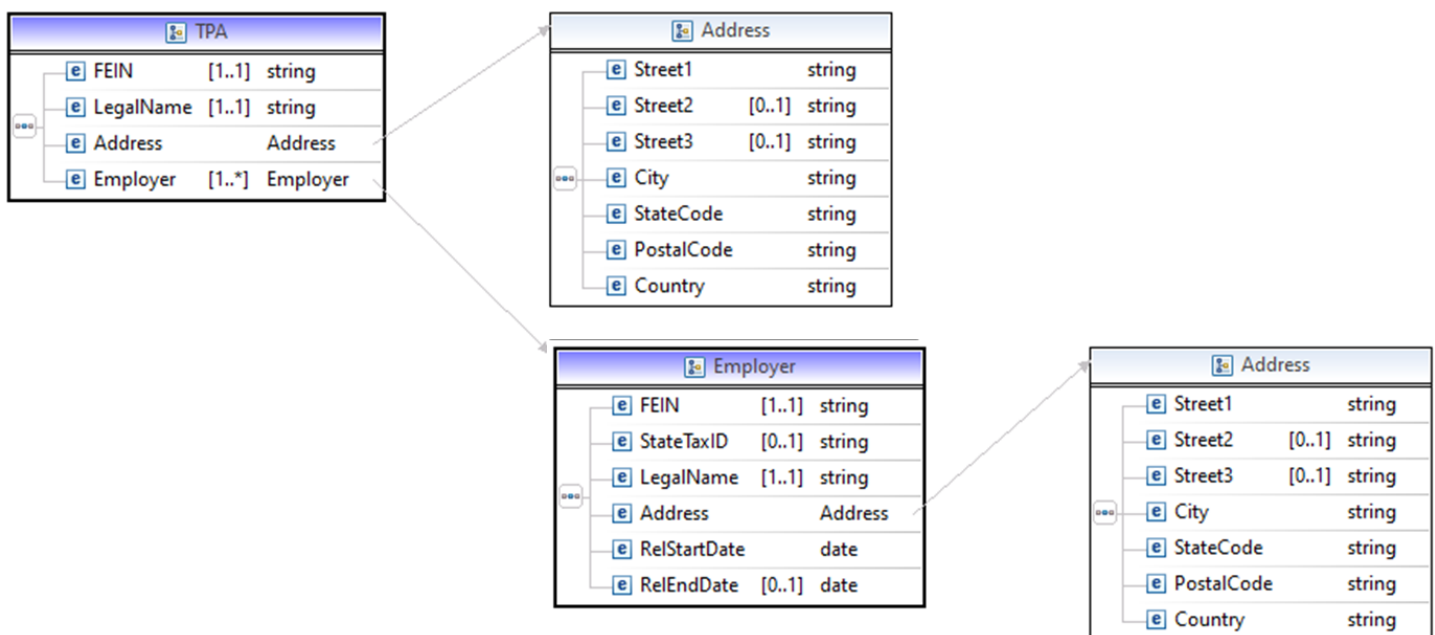 TPA
e FEIN [1..1] string
e LegalName [1..1] string
e Address Address
e Employer [1..*] Employer
Address
e Street1 string
e Street2 [0..1] string
e Street3 [0..1] string
e City string
e StateCode string
e PostalCode string
e Country string
Employer
e FEIN [1..1] string
e StateTaxID [0..1] string
e LegalName [1..1] string
e Address Address
e RelStartDate date
e RelEndDate [0..1] date
Address
e Street1 string
e Street2 [0..1] string
e Street3 [0..1] string
e City string
e StateCode string
e PostalCode string
e Country string